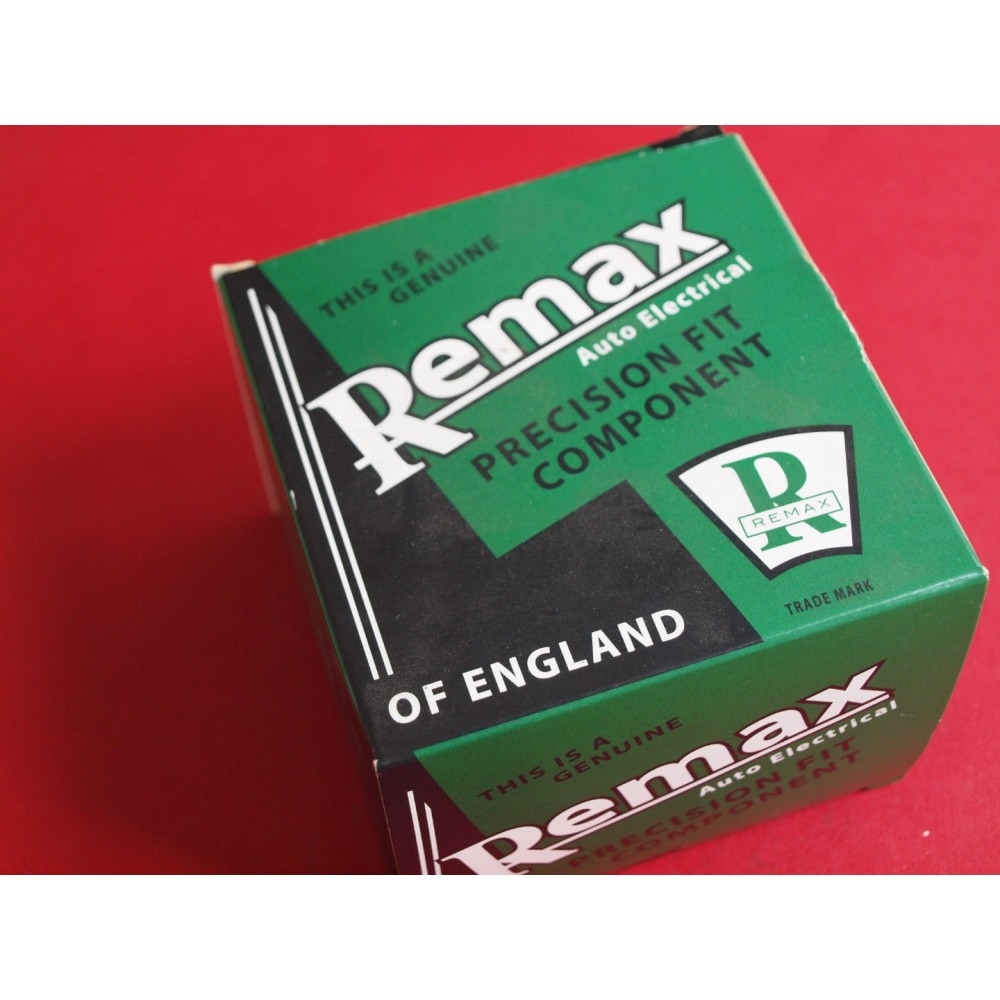 THIS IS A
GENUINE
Remax
Auto Electrical
PRECISION FIT
COMPONENT
R
REMAX
TRADE MARK
OF ENGLAND
THIS IS A
GENUINE
Remax
Auto Electrical
PRECISION FIT
COMPONENT